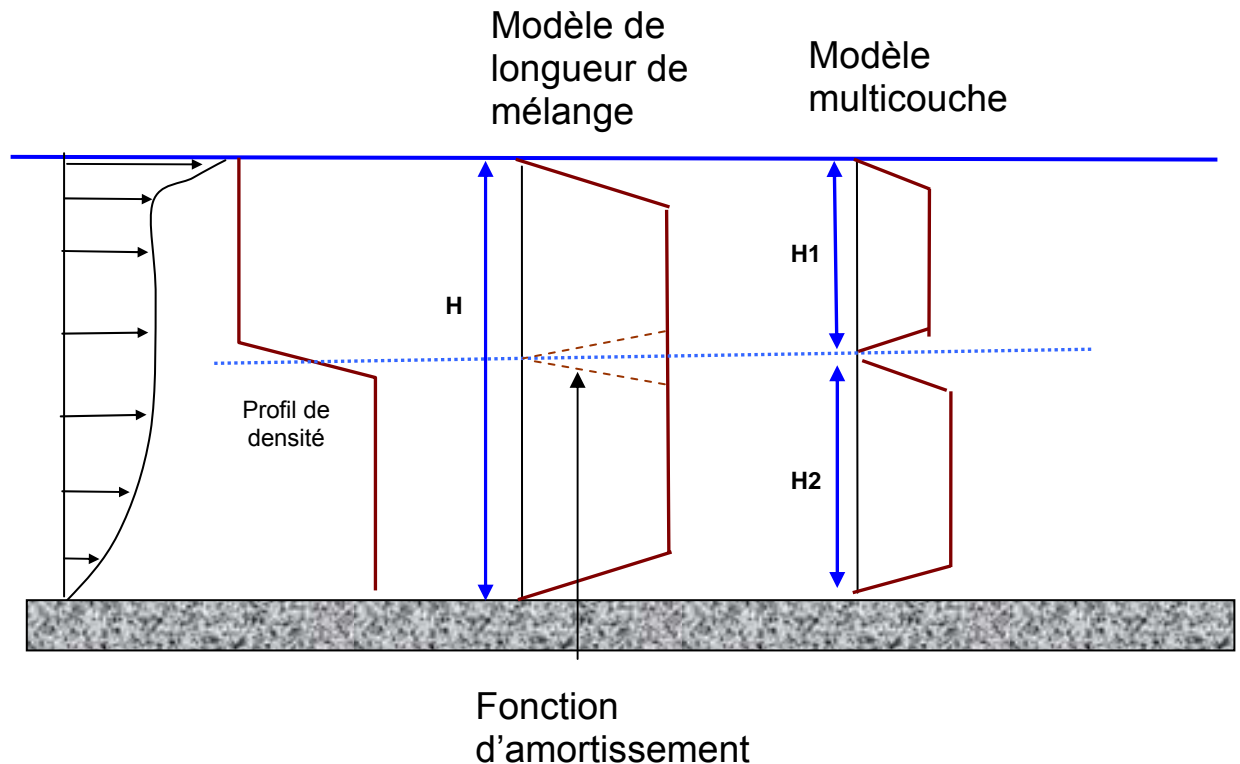 Modèle de
longueur de
mélange
Modèle
multicouche
H1
H
Profil de
densité
H2
Fonction
d’amortissement